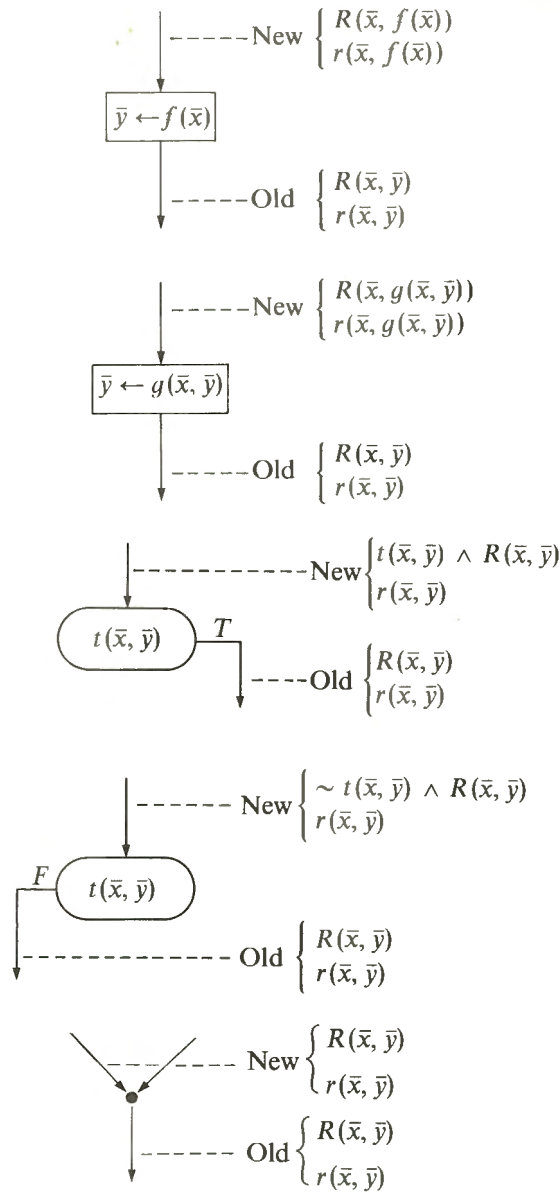 New { R(x̄, f(x̄))
r(x̄, f(x̄))
ȳ ← f(x̄)
Old { R(x̄, ȳ)
r(x̄, ȳ)
New { R(x̄, g(x̄, ȳ))
r(x̄, g(x̄, ȳ))
ȳ ← g(x̄, ȳ)
Old { R(x̄, ȳ)
r(x̄, ȳ)
New { t(x̄, ȳ) ∧ R(x̄, ȳ)
r(x̄, ȳ)
t(x̄, ȳ) T
Old { R(x̄, ȳ)
r(x̄, ȳ)
New { ~ t(x̄, ȳ) ∧ R(x̄, ȳ)
r(x̄, ȳ)
F t(x̄, ȳ)
Old { R(x̄, ȳ)
r(x̄, ȳ)
New { R(x̄, ȳ)
r(x̄, ȳ)
Old { R(x̄, ȳ)
r(x̄, ȳ)